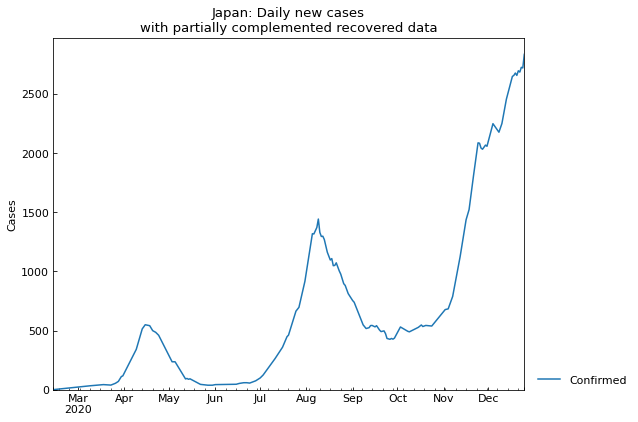 Japan: Daily new cases
with partially complemented recovered data
Cases
2500
2000
1500
1000
500
0
Mar Apr May Jun Jul Aug Sep Oct Nov Dec
2020
Confirmed